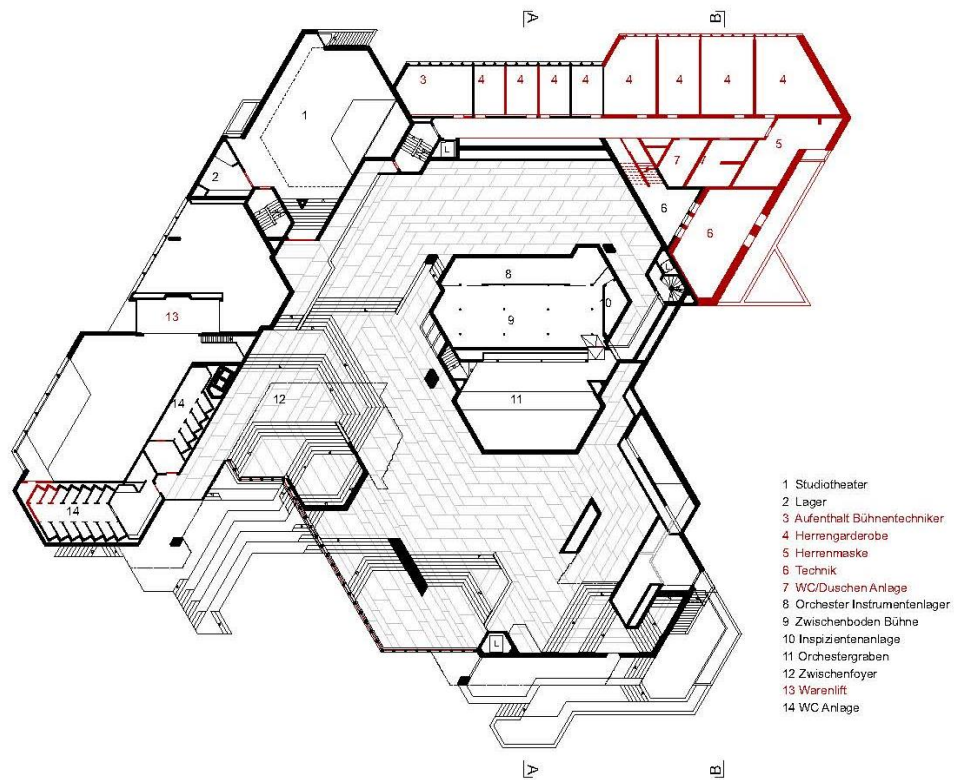 A B
3 4 4 4 4 4 4 4 4
1
L
5
7 7
2
6
6
L
8
10
9
13
14
12
11
14
L
1 Studiotheater
2 Lager
3 Aufenthalt Bühnentechniker
4 Herrengarderobe
5 Herrenmaske
6 Technik
7 WC/Duschen Anlage
8 Orchester Instrumentenlager
9 Zwischenboden Bühne
10 Inspizientenanlage
11 Orchestergraben
12 Zwischenfoyer
13 Warenlift
14 WC Anlage
A B